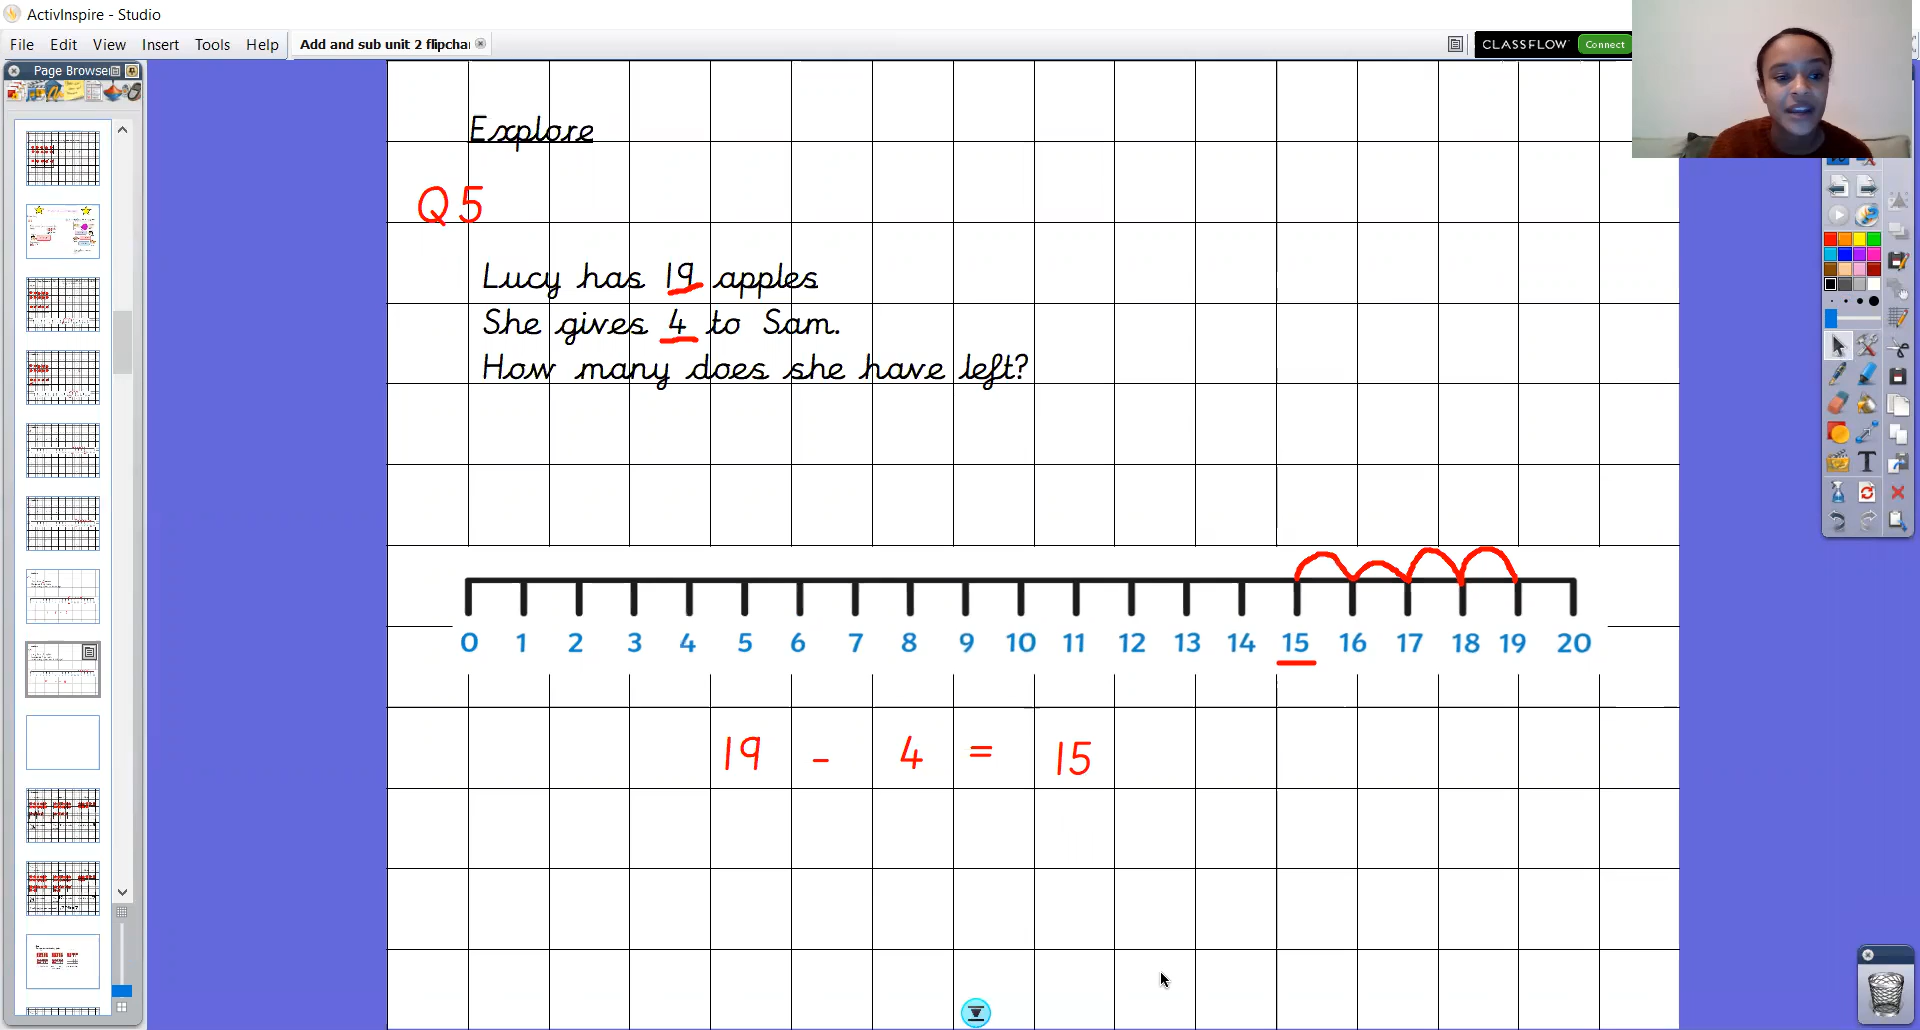 ActivInspire - Studio
File Edit View Insert Tools Help
Add and sub unit 2 flipchar
CLASSFLOW Connect
Page Browser
Explore
Q5
Lucy has 19 apples
She gives 4 to Sam.
How many does she have left?
0 1 2 3 4 5 6 7 8 9 10 11 12 13 14 15 16 17 18 19 20
19 - 4 = 15